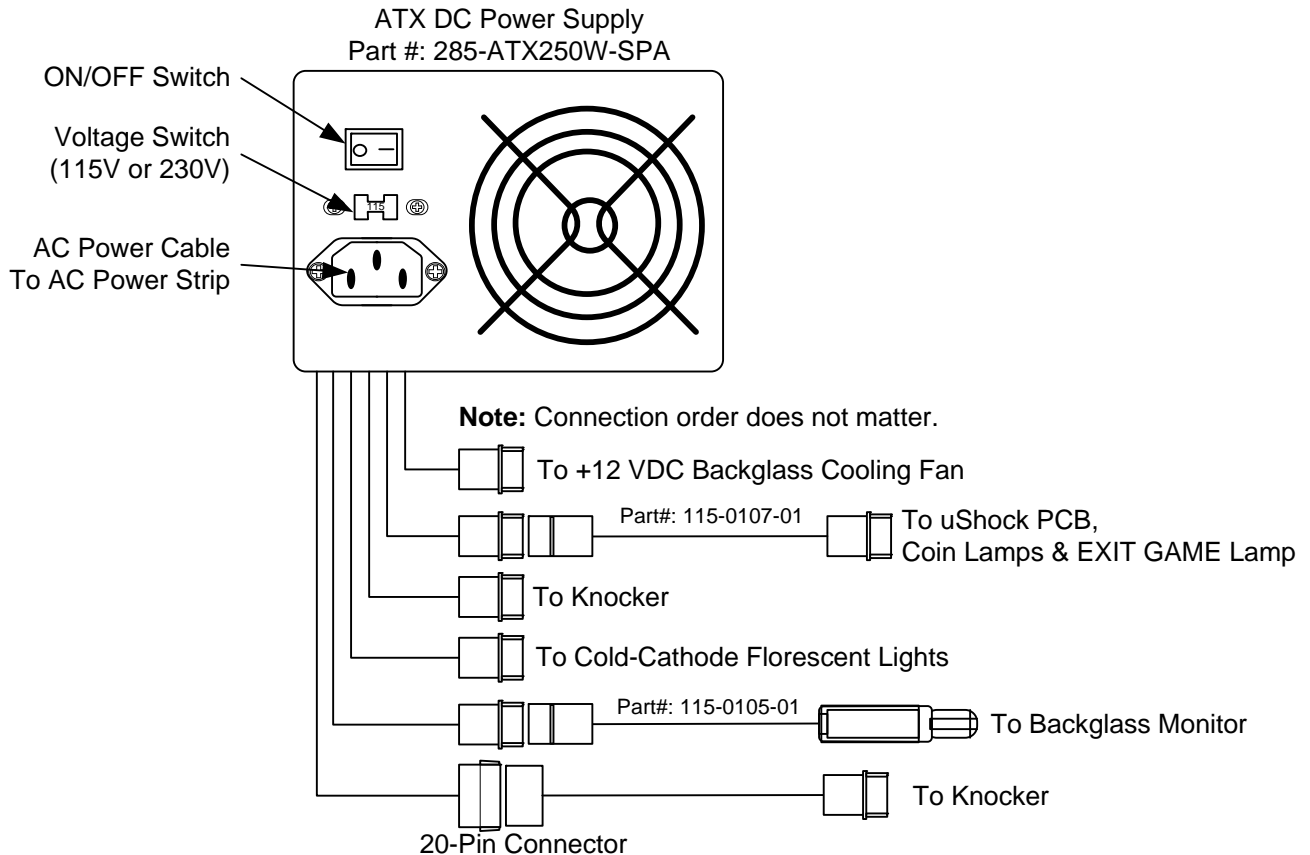 ATX DC Power Supply
Part #: 285-ATX250W-SPA
ON/OFF Switch
Voltage Switch
(115V or 230V)
115
AC Power Cable
To AC Power Strip
Note: Connection order does not matter.
To +12 VDC Backglass Cooling Fan
Part#: 115-0107-01
To uShock PCB,
Coin Lamps & EXIT GAME Lamp
To Knocker
To Cold-Cathode Florescent Lights
Part#: 115-0105-01
To Backglass Monitor
To Knocker
20-Pin Connector